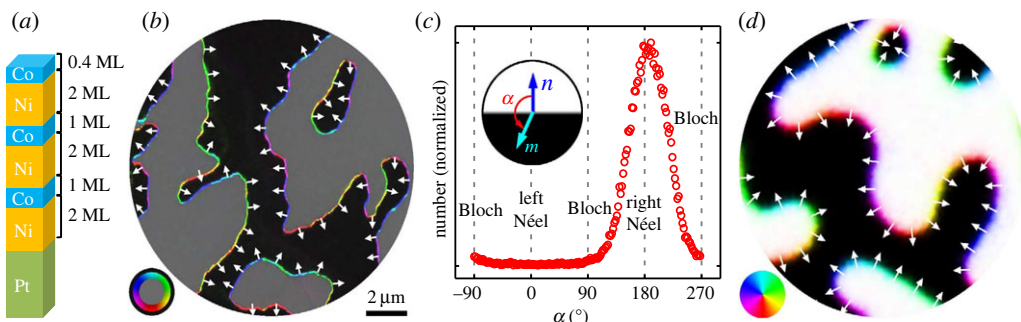 (a)
Co
Ni
Co
Ni
Co
Ni
Pt
0.4 ML
2 ML
1 ML
2 ML
1 ML
2 ML
(b)
2 μm
(c)
number (normalized)
α
n
m
Bloch
left
Néel
Bloch
right
Néel
Bloch
−90
0
90
180
270
α (°)
(d)